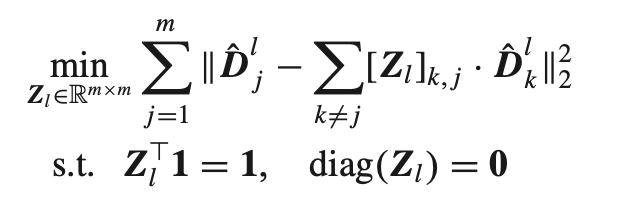 min_{Z_l∈ℝ^{m×m}} ∑_{j=1}^{m} ‖D̂_j^l − ∑_{k≠j} [Z_l]_{k,j} · D̂_k^l‖_2^2
s.t. Z_l^⊤ 1 = 1, diag(Z_l) = 0